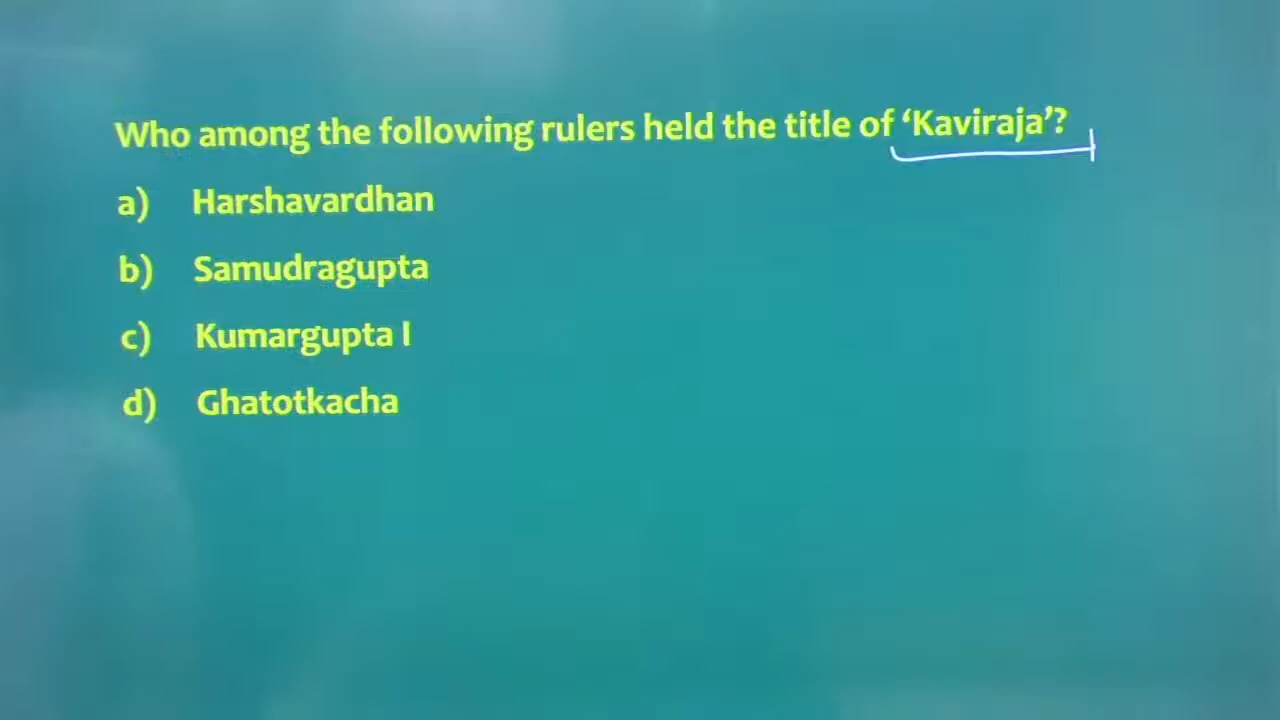 Who among the following rulers held the title of ‘Kaviraja’?
a) Harshavardhan
b) Samudragupta
c) Kumargupta I
d) Ghatotkacha